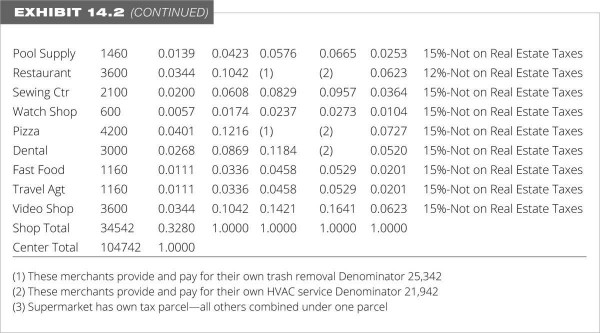 EXHIBIT 14.2 (CONTINUED)
Pool Supply 1460 0.0139 0.0423 0.0576 0.0665 0.0253 15%-Not on Real Estate Taxes
Restaurant 3600 0.0344 0.1042 (1) (2) 0.0623 12%-Not on Real Estate Taxes
Sewing Ctr 2100 0.0200 0.0608 0.0829 0.0957 0.0364 15%-Not on Real Estate Taxes
Watch Shop 600 0.0057 0.0174 0.0237 0.0273 0.0104 15%-Not on Real Estate Taxes
Pizza 4200 0.0401 0.1216 (1) (2) 0.0727 15%-Not on Real Estate Taxes
Dental 3000 0.0268 0.0869 0.1184 (2) 0.0520 15%-Not on Real Estate Taxes
Fast Food 1160 0.0111 0.0336 0.0458 0.0529 0.0201 15%-Not on Real Estate Taxes
Travel Agt 1160 0.0111 0.0336 0.0458 0.0529 0.0201 15%-Not on Real Estate Taxes
Video Shop 3600 0.0344 0.1042 0.1421 0.1641 0.0623 15%-Not on Real Estate Taxes
Shop Total 34542 0.3280 1.0000 1.0000 1.0000 1.0000
Center Total 104742 1.0000
(1) These merchants provide and pay for their own trash removal Denominator 25,342
(2) These merchants provide and pay for their own HVAC service Denominator 21,942
(3) Supermarket has own tax parcel—all others combined under one parcel